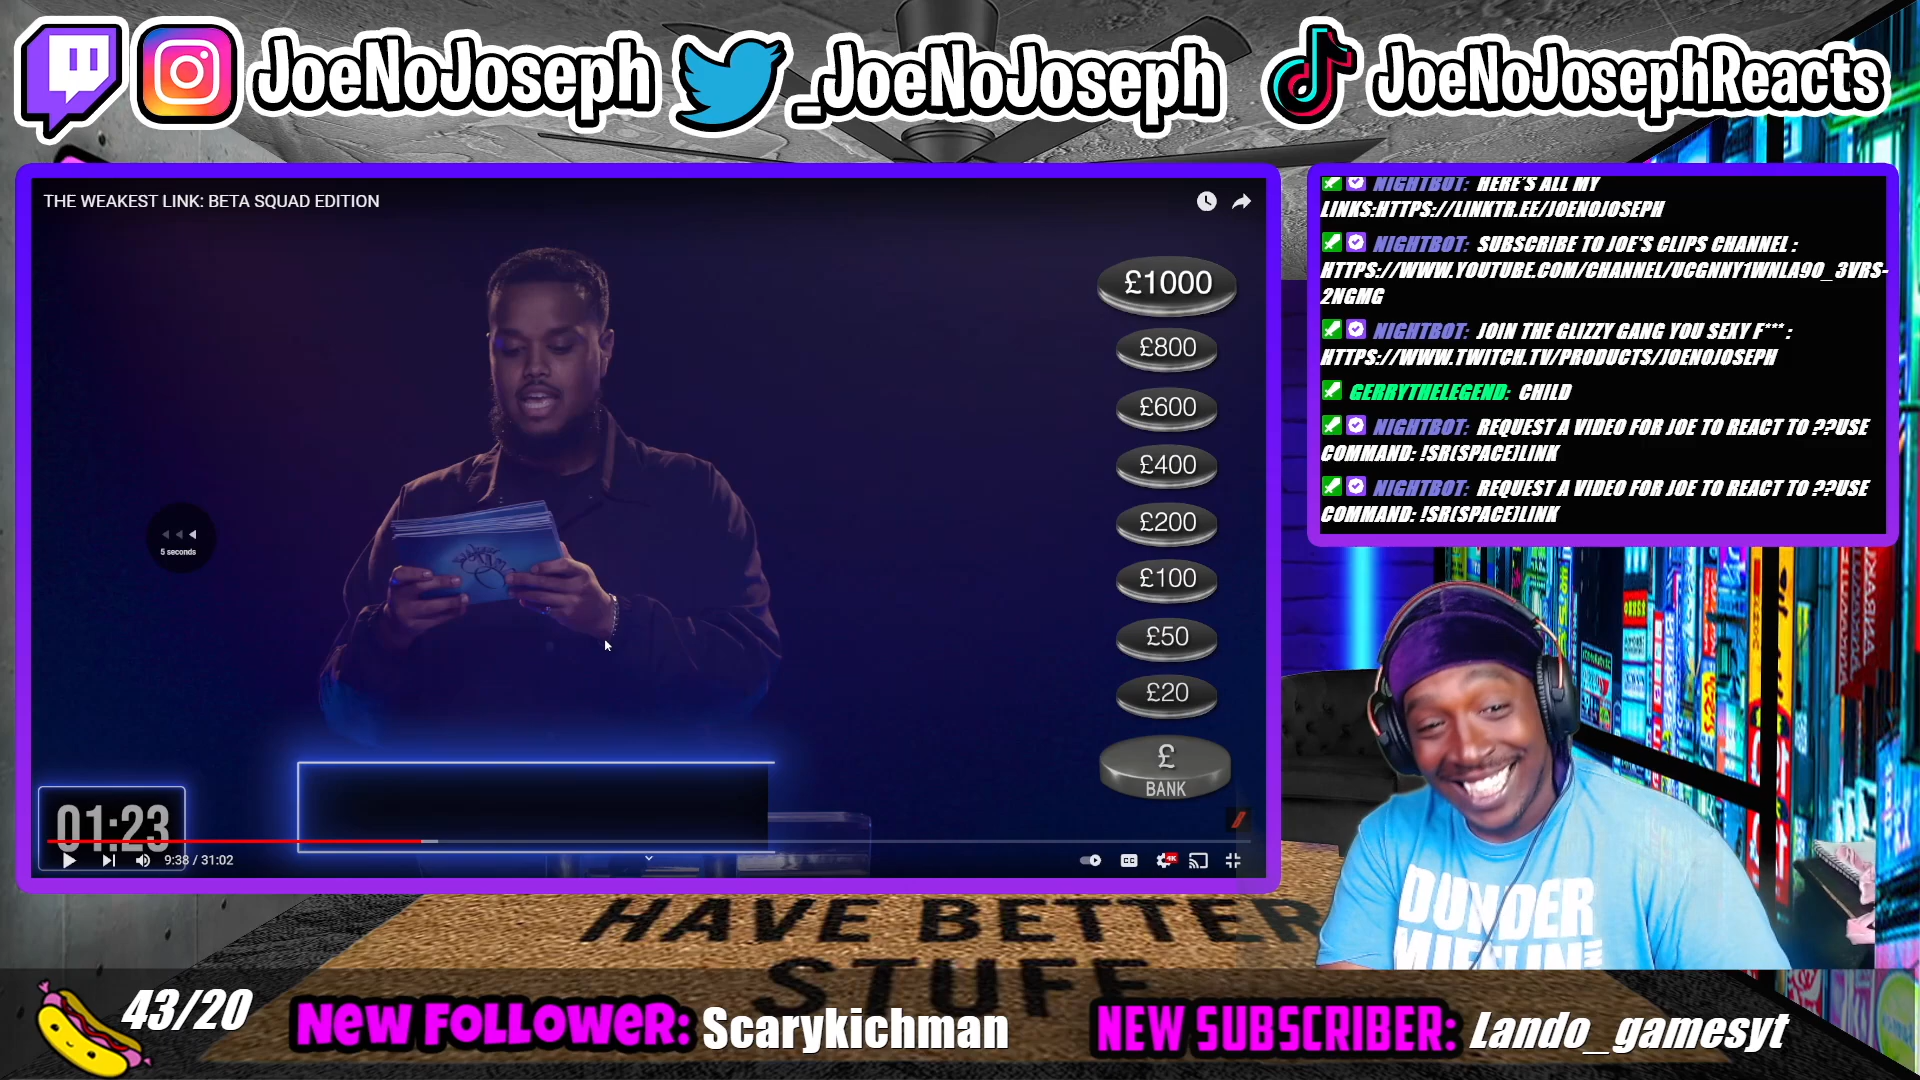 JoeNoJoseph
_JoeNoJoseph
JoeNoJosephReacts
THE WEAKEST LINK: BETA SQUAD EDITION
£1000
£800
£600
£400
£200
£100
£50
£20
£
BANK
5 seconds
01:23
9:38 / 31:02
CC
4K
NIGHTBOT: HERE'S ALL MY
LINKS:HTTPS://LINKTR.EE/JOENOJOSEPH
NIGHTBOT: SUBSCRIBE TO JOE'S CLIPS CHANNEL :
HTTPS://WWW.YOUTUBE.COM/CHANNEL/UCGNNY1WNLA9O_3VRS-
2NGMG
NIGHTBOT: JOIN THE GLIZZY GANG YOU SEXY F*** :
HTTPS://WWW.TWITCH.TV/PRODUCTS/JOENOJOSEPH
GERRYTHELEGEND: CHILD
NIGHTBOT: REQUEST A VIDEO FOR JOE TO REACT TO ??USE
COMMAND: !SR(SPACE)LINK
NIGHTBOT: REQUEST A VIDEO FOR JOE TO REACT TO ??USE
COMMAND: !SR(SPACE)LINK
DUNDER
MIFFLIN
HAVE BETTER
STUFF
43/20
NEW FOLLOWER: Scarykichman
NEW SUBSCRIBER: Lando_gamesyt